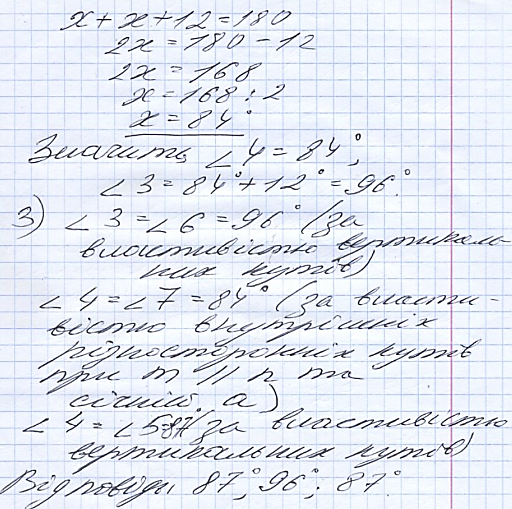 x + x + 12 = 180
2x = 180 - 12
2x = 168
x = 168 : 2
x = 84°
Значить, ∠4 = 84°,
∠3 = 84° + 12° = 96°.
3) ∠3 = ∠6 = 96° (за
властивістю вертикаль-
них кутів)
∠4 = ∠7 = 84° (за власти-
вістю внутрішніх
різносторонніх кутів
при m || n та
січній a)
∠4 = ∠5 = 87° (за властивістю
вертикальних кутів)
Відповідь 87°; 96°; 87°.